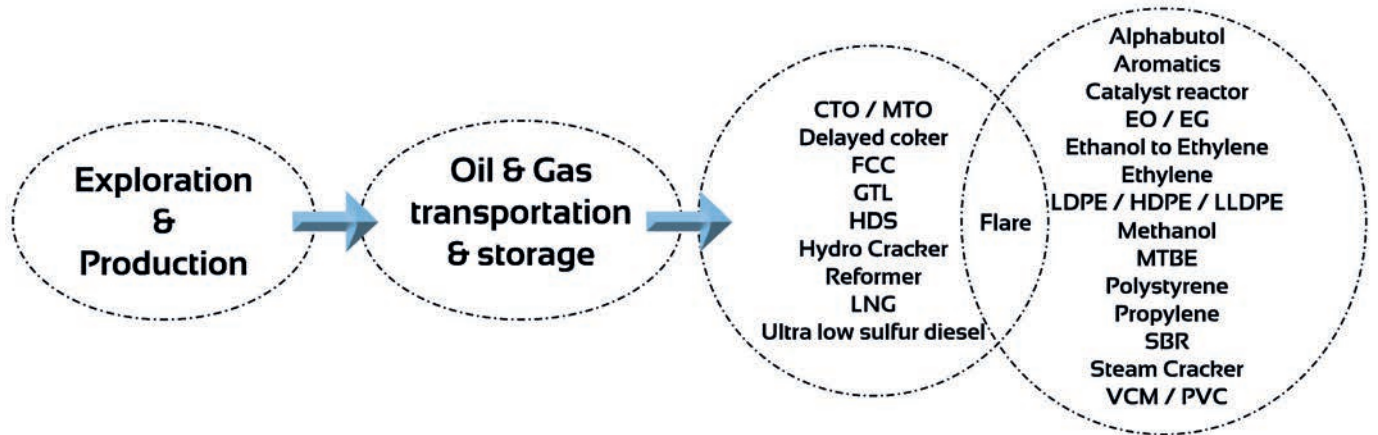 Exploration
&
Production
Oil & Gas
transportation
& storage
CTO / MTO
Delayed coker
FCC
GTL
HDS
Hydro Cracker
Reformer
LNG
Ultra low sulfur diesel
Flare
Alphabutol
Aromatics
Catalyst reactor
EO / EG
Ethanol to Ethylene
Ethylene
LDPE / HDPE / LLDPE
Methanol
MTBE
Polystyrene
Propylene
SBR
Steam Cracker
VCM / PVC